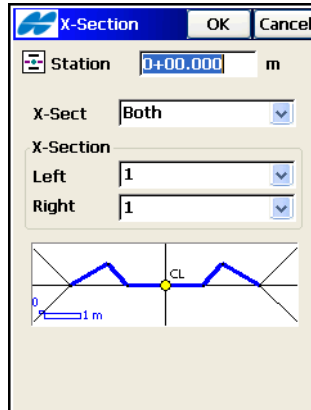 X-Section OK Cancel
Station 0+00.000 m
X-Sect Both
X-Section
Left 1
Right 1
CL
0
1 m